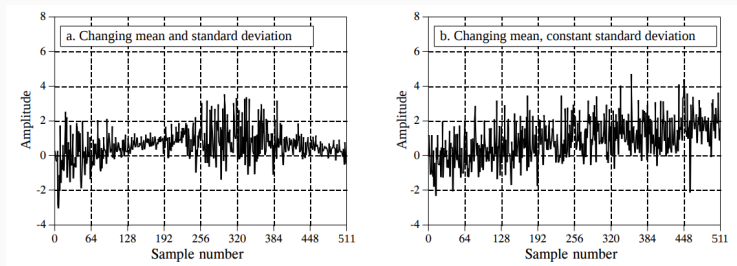 a. Changing mean and standard deviation
Amplitude
8
6
4
2
0
-2
-4
0 64 128 192 256 320 384 448 511
Sample number
b. Changing mean, constant standard deviation
Amplitude
8
6
4
2
0
-2
-4
0 64 128 192 256 320 384 448 511
Sample number